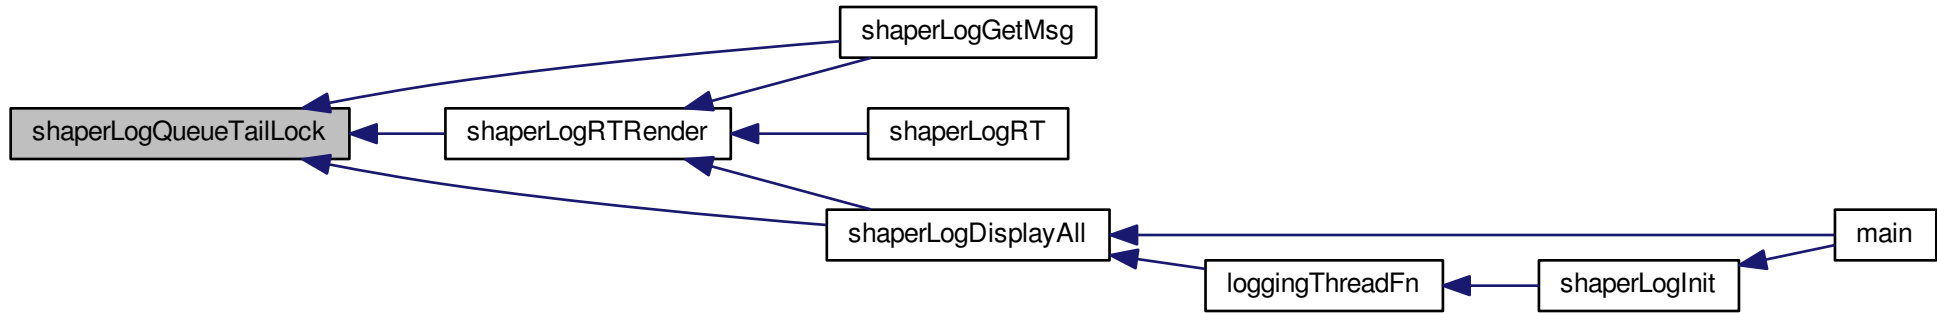 shaperLogGetMsg
shaperLogQueueTailLock
shaperLogRTRender
shaperLogRT
shaperLogDisplayAll
main
loggingThreadFn
shaperLogInit